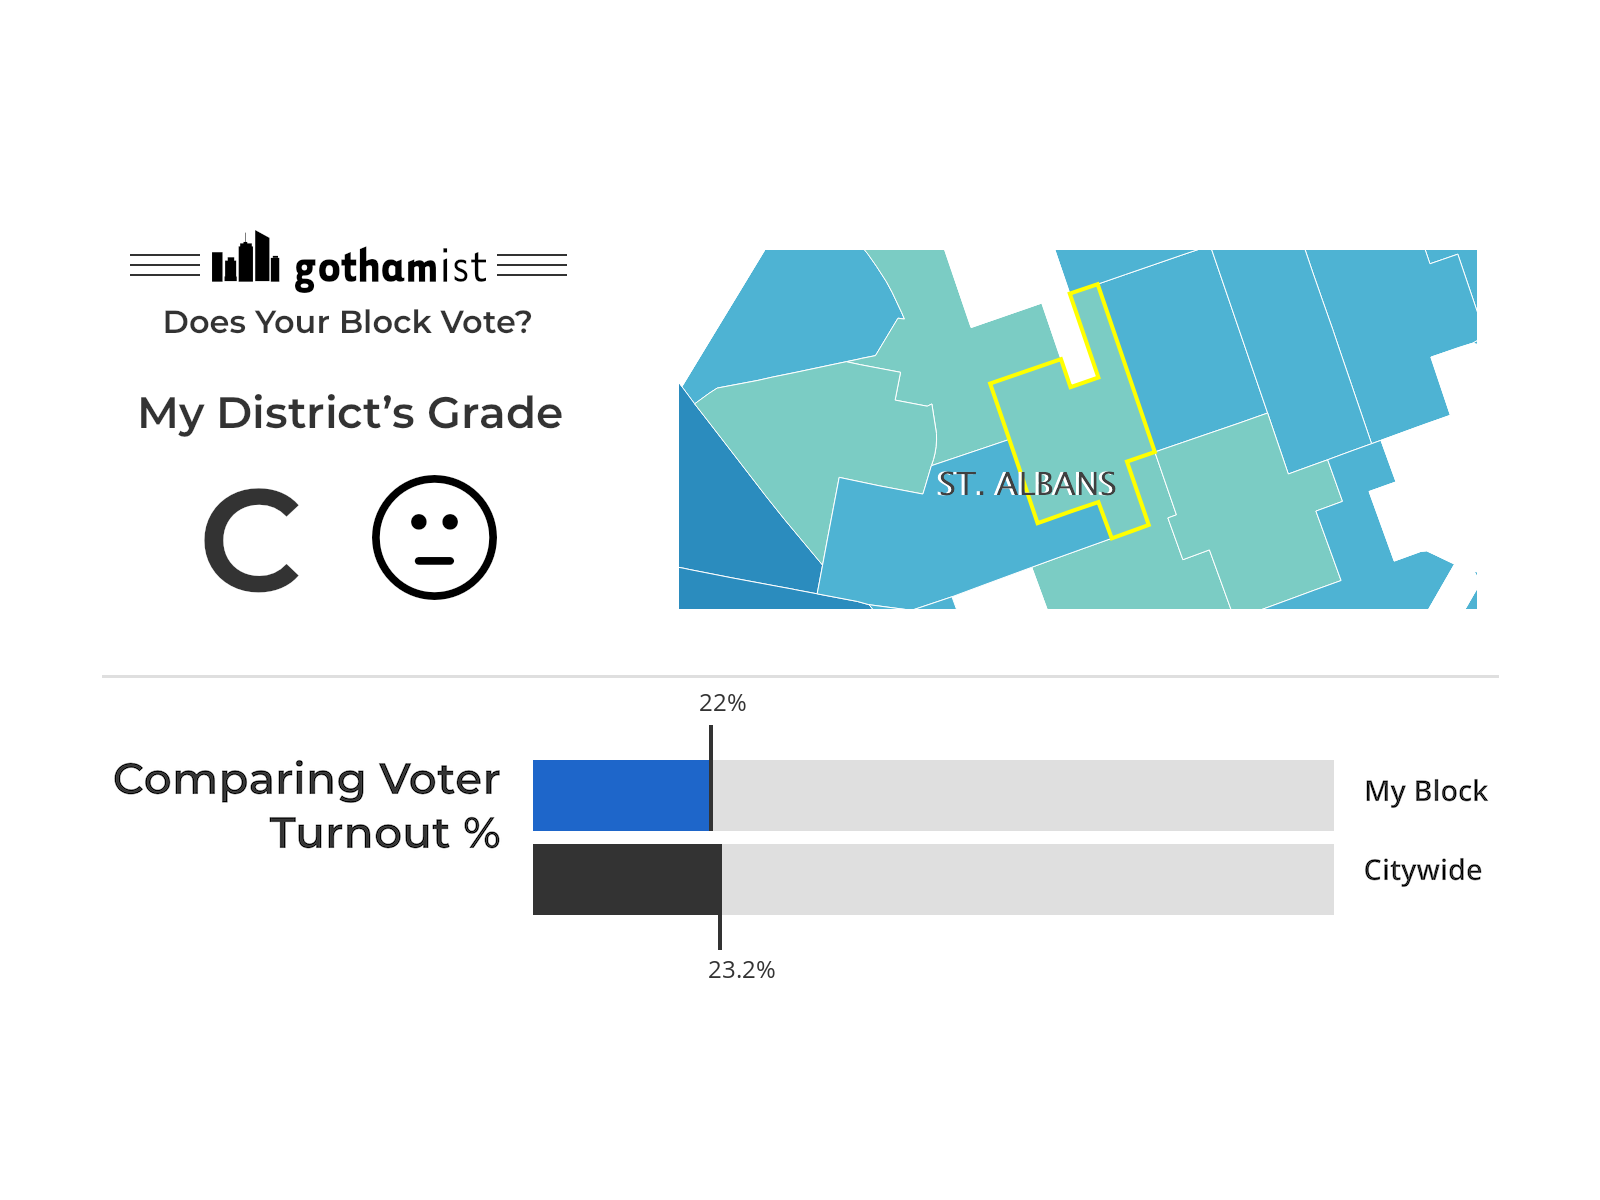 gothamist
Does Your Block Vote?
My District’s Grade
C
ST. ALBANS
22%
Comparing Voter
Turnout %
My Block
Citywide
23.2%